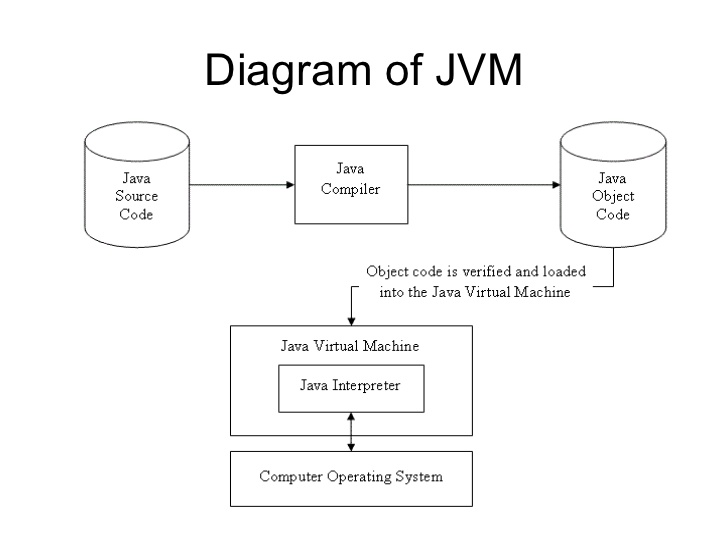 Diagram of JVM
Java
Source
Code
Java
Compiler
Java
Object
Code
Object code is verified and loaded
into the Java Virtual Machine
Java Virtual Machine
Java Interpreter
Computer Operating System